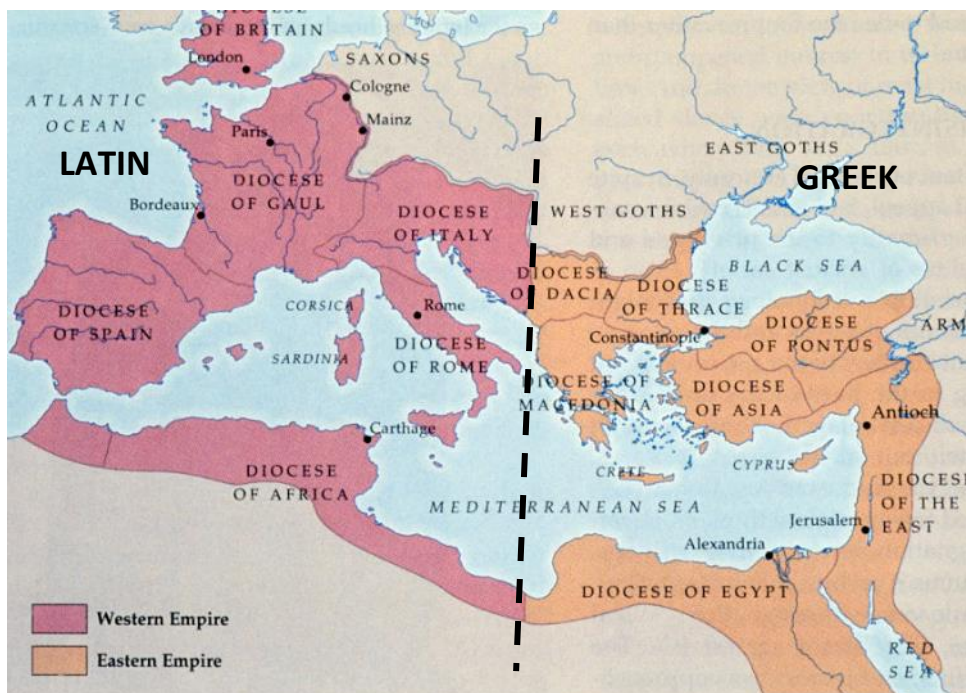 DIOCESE
OF BRITAIN
London
SAXONS
Cologne
ATLANTIC
OCEAN
Mainz
Paris
LATIN
DIOCESE
OF GAUL
EAST GOTHS
GREEK
Bordeaux
DIOCESE
OF ITALY
WEST GOTHS
BLACK SEA
DIOCESE
OF DACIA
DIOCESE
OF THRACE
CORSICA
Rome
DIOCESE
OF SPAIN
Constantinople
DIOCESE
OF PONTUS
ARM
SARDINIA
DIOCESE
OF ROME
DIOCESE OF
MACEDONIA
DIOCESE
OF ASIA
Antioch
Carthage
DIOCESE
OF AFRICA
CRETE
CYPRUS
DIOCESE
OF THE
EAST
MEDITERRANEAN SEA
Jerusalem
Alexandria
DIOCESE OF EGYPT
Western Empire
Eastern Empire
RED
SEA